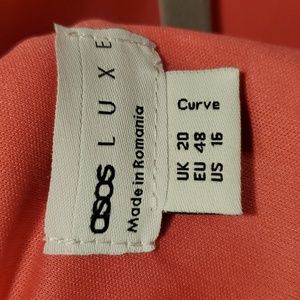 asos LUXE
Made in Romania
Curve
UK 20
EU 48
US 16